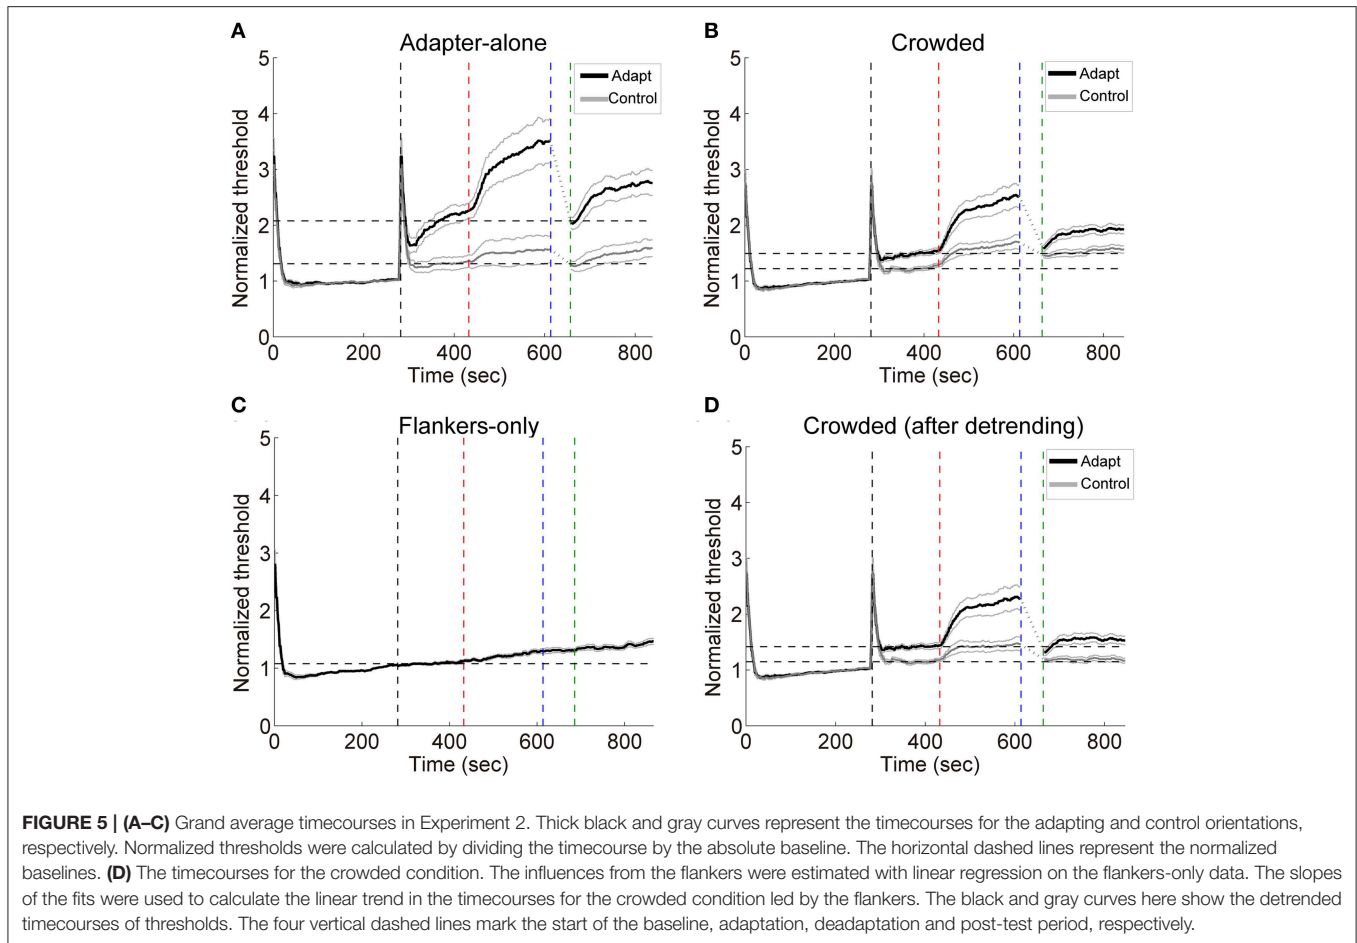 A
Adapter-alone
5
4
3
2
1
0
Normalized threshold
Adapt
Control
0 200 400 600 800
Time (sec)
B
Crowded
5
4
3
2
1
0
Normalized threshold
Adapt
Control
0 200 400 600 800
Time (sec)
C
Flankers-only
5
4
3
2
1
0
Normalized threshold
0 200 400 600 800
Time (sec)
D
Crowded (after detrending)
5
4
3
2
1
0
Normalized threshold
Adapt
Control
0 200 400 600 800
Time (sec)
FIGURE 5 | (A–C) Grand average timecourses in Experiment 2. Thick black and gray curves represent the timecourses for the adapting and control orientations,
respectively. Normalized thresholds were calculated by dividing the timecourse by the absolute baseline. The horizontal dashed lines represent the normalized
baselines. (D) The timecourses for the crowded condition. The influences from the flankers were estimated with linear regression on the flankers-only data. The slopes
of the fits were used to calculate the linear trend in the timecourses for the crowded condition led by the flankers. The black and gray curves here show the detrended
timecourses of thresholds. The four vertical dashed lines mark the start of the baseline, adaptation, deadaptation and post-test period, respectively.